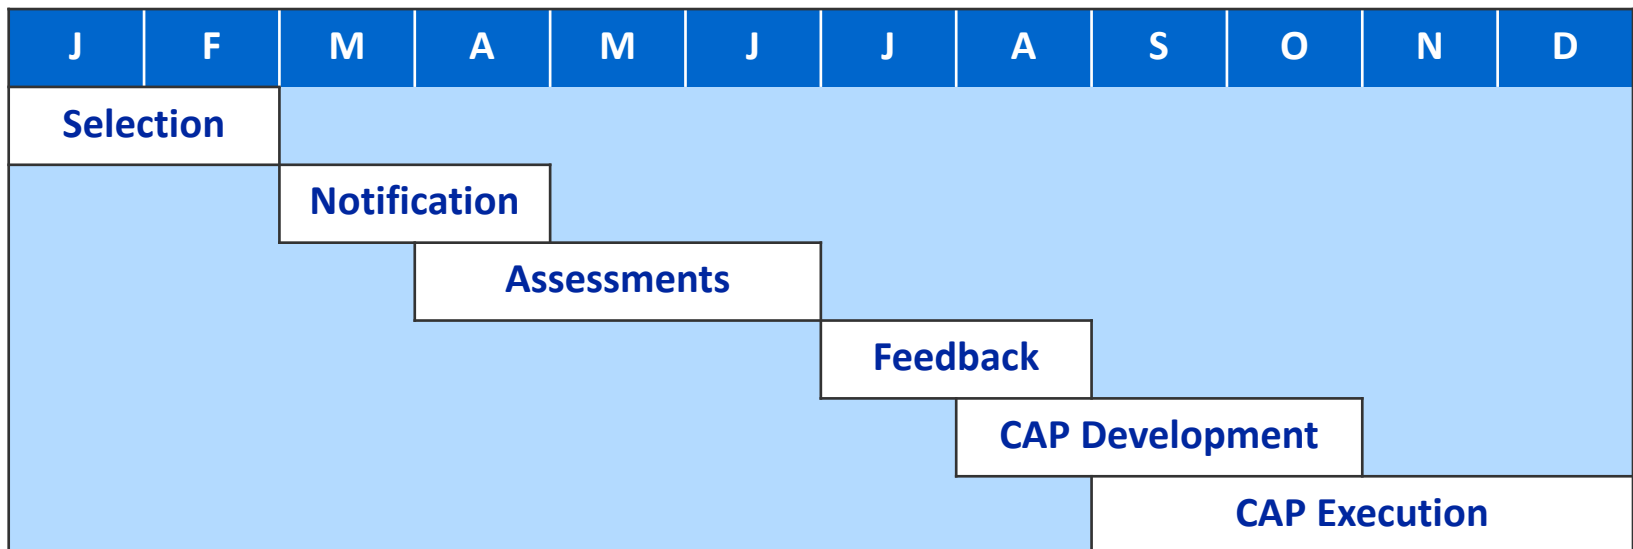 J F M A M J J A S O N D
Selection
Notification
Assessments
Feedback
CAP Development
CAP Execution